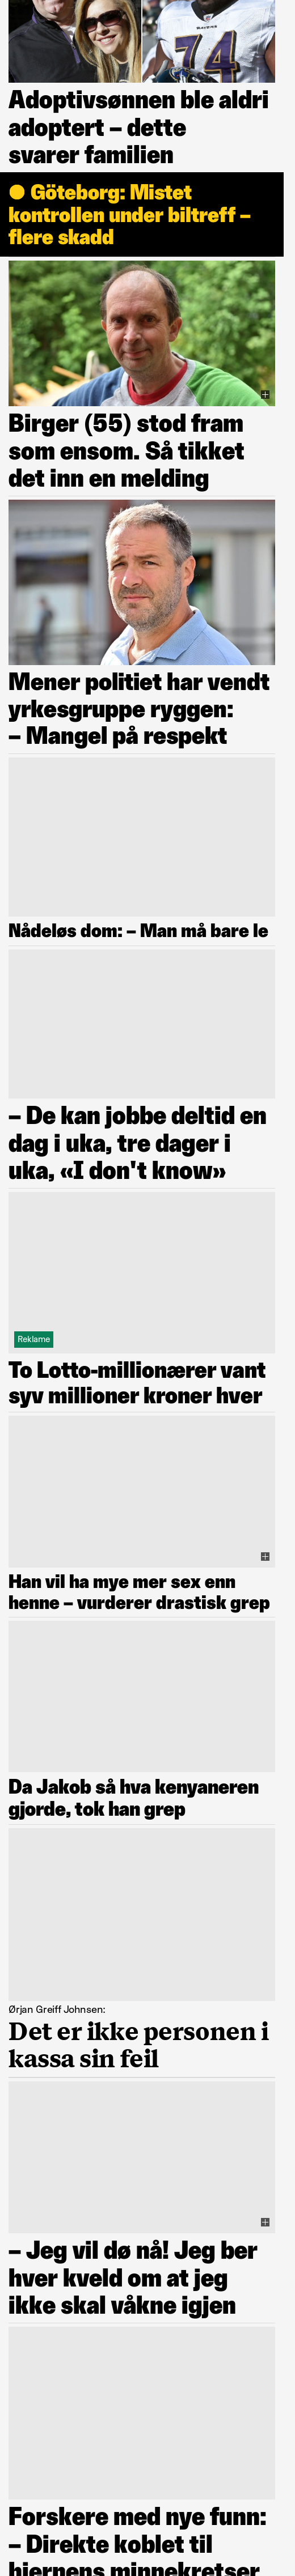 RAVENS
74
Adoptivsønnen ble aldri
adoptert – dette
svarer familien
Göteborg: Mistet
kontrollen under biltreff –
flere skadd
Birger (55) stod fram
som ensom. Så tikket
det inn en melding
Mener politiet har vendt
yrkesgruppe ryggen:
– Mangel på respekt
Nådeløs dom: – Man må bare le
– De kan jobbe deltid en
dag i uka, tre dager i
uka, «I don't know»
Reklame
To Lotto-millionærer vant
syv millioner kroner hver
Han vil ha mye mer sex enn
henne – vurderer drastisk grep
Da Jakob så hva kenyaneren
gjorde, tok han grep
Ørjan Greiff Johnsen:
Det er ikke personen i
kassa sin feil
– Jeg vil dø nå! Jeg ber
hver kveld om at jeg
ikke skal våkne igjen
Forskere med nye funn:
– Direkte koblet til
hjernens minnekretser